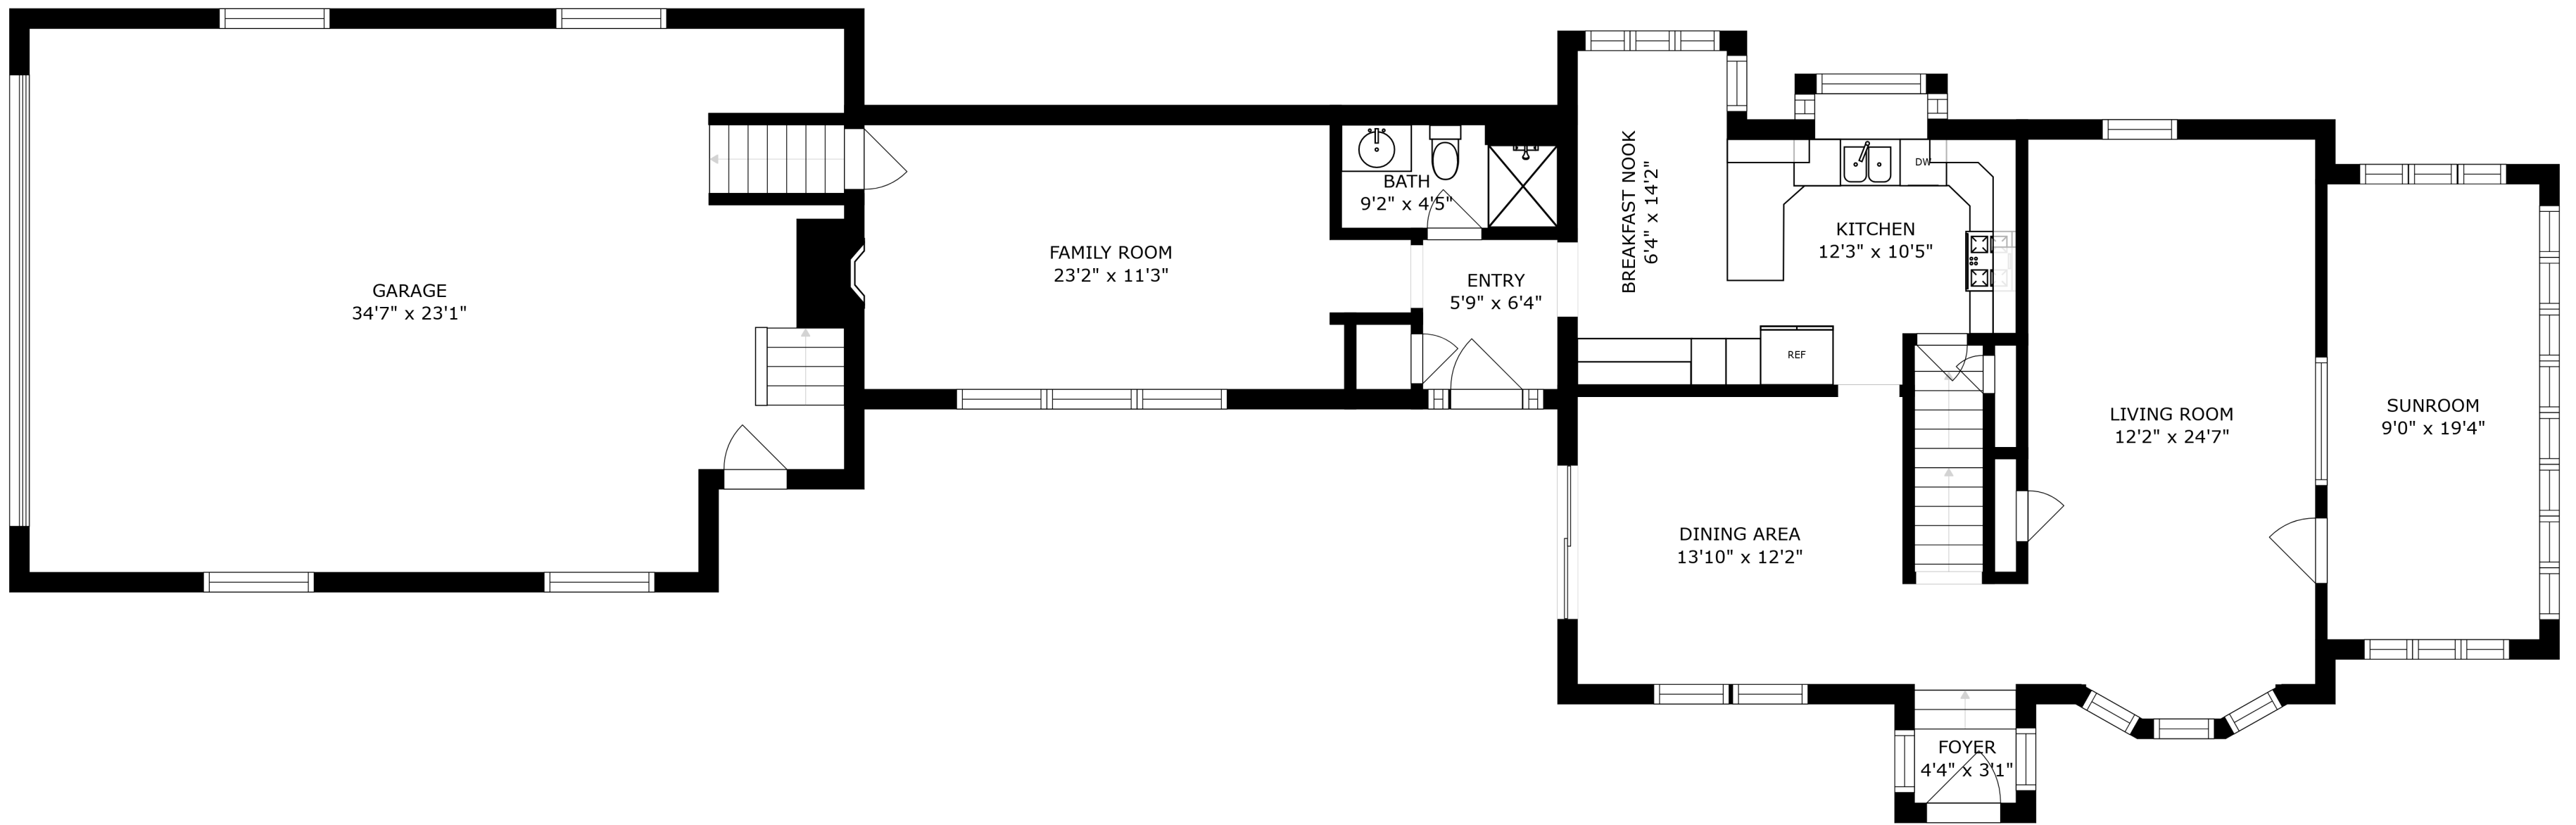 GARAGE
34'7" x 23'1"
FAMILY ROOM
23'2" x 11'3"
BATH
9'2" x 4'5"
ENTRY
5'9" x 6'4"
BREAKFAST NOOK
6'4" x 14'2"
DW
KITCHEN
12'3" x 10'5"
REF
DINING AREA
13'10" x 12'2"
LIVING ROOM
12'2" x 24'7"
SUNROOM
9'0" x 19'4"
FOYER
4'4" x 3'1"